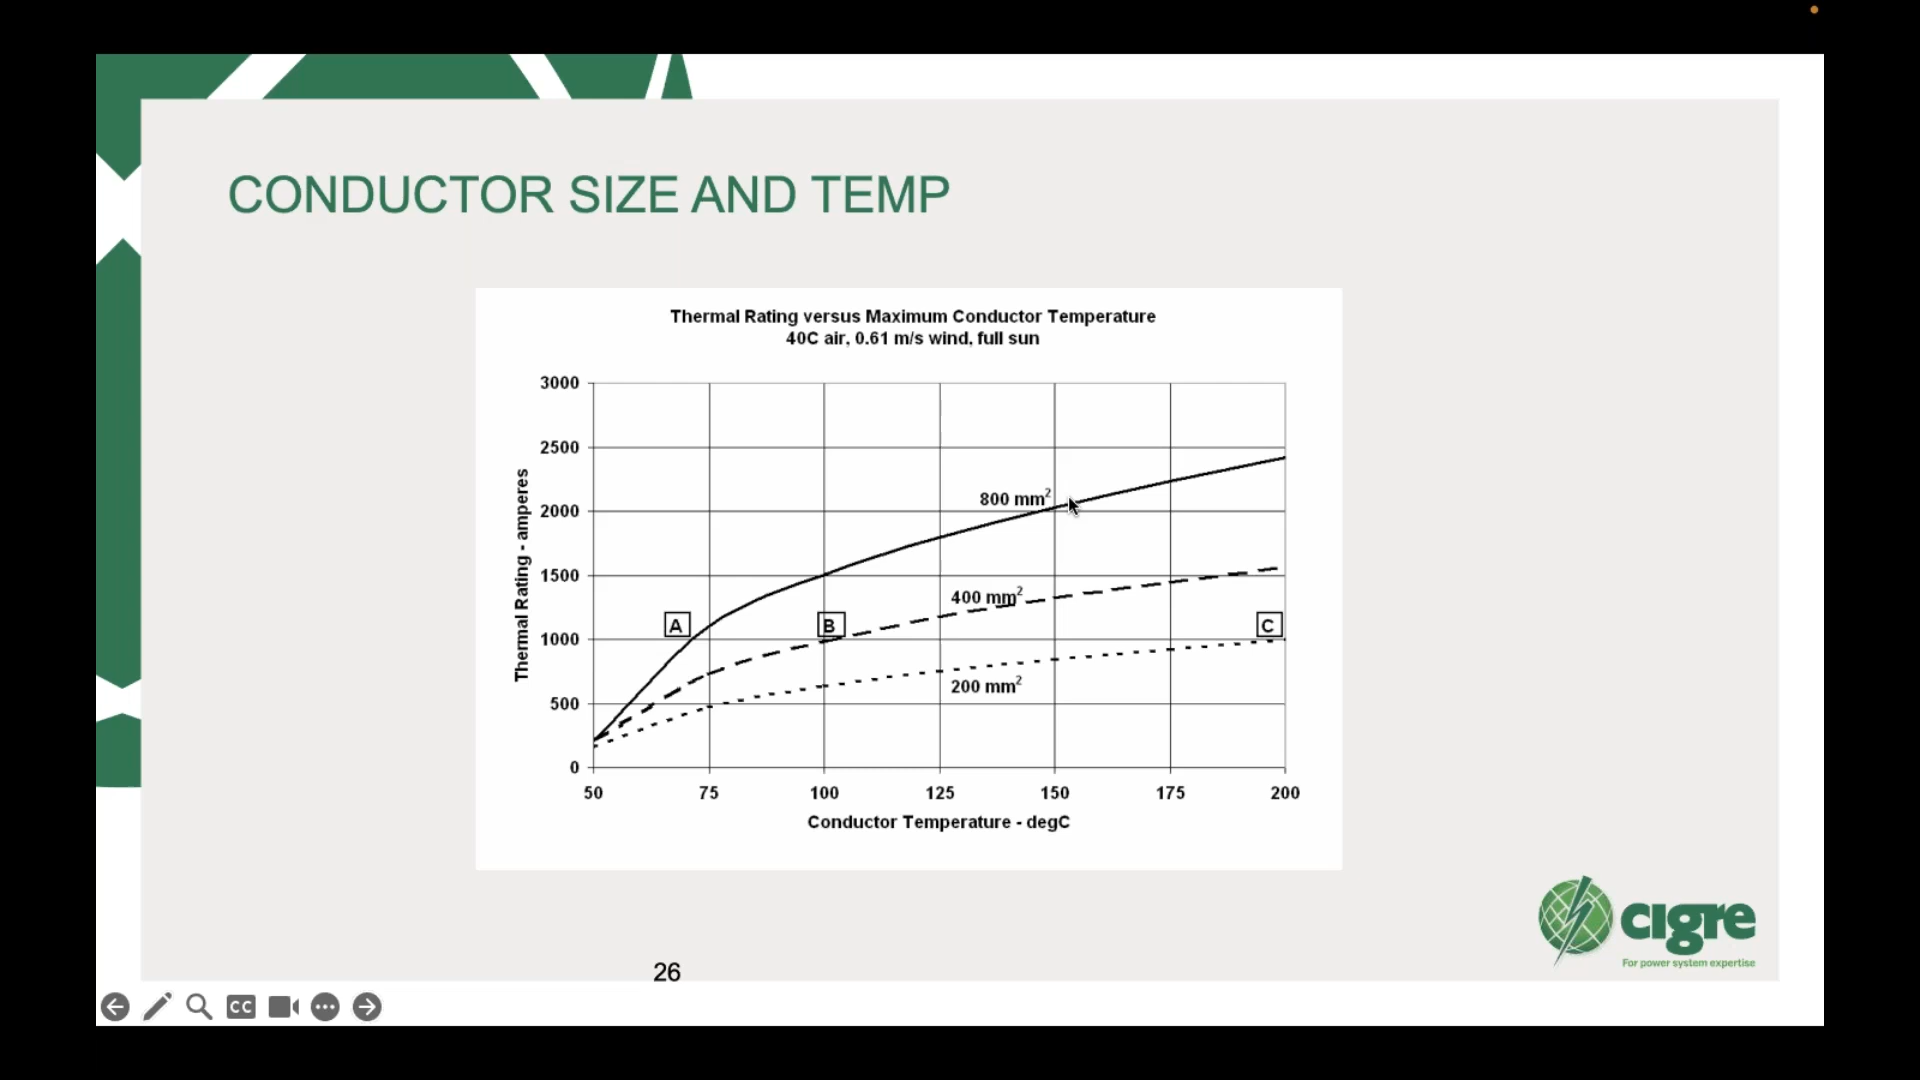 CONDUCTOR SIZE AND TEMP
Thermal Rating versus Maximum Conductor Temperature
40C air, 0.61 m/s wind, full sun
3000
2500
2000
1500
1000
500
0
Thermal Rating - amperes
800 mm²
400 mm²
200 mm²
A
B
C
50 75 100 125 150 175 200
Conductor Temperature - degC
cigre
For power system expertise
26
CC